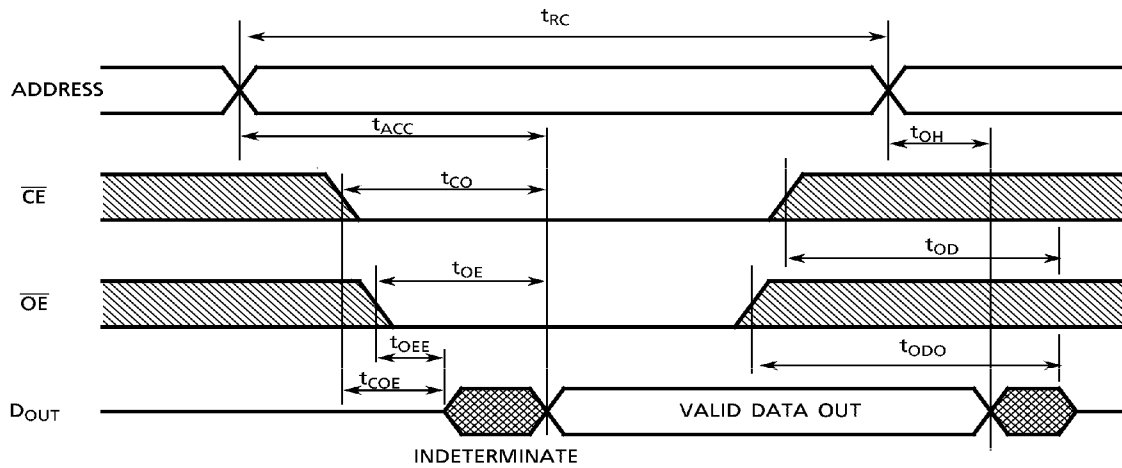 tRC
ADDRESS
tACC
tOH
CE
tCO
tOD
OE
tOE
tOEE
tODO
tCOE
DOUT
VALID DATA OUT
INDETERMINATE